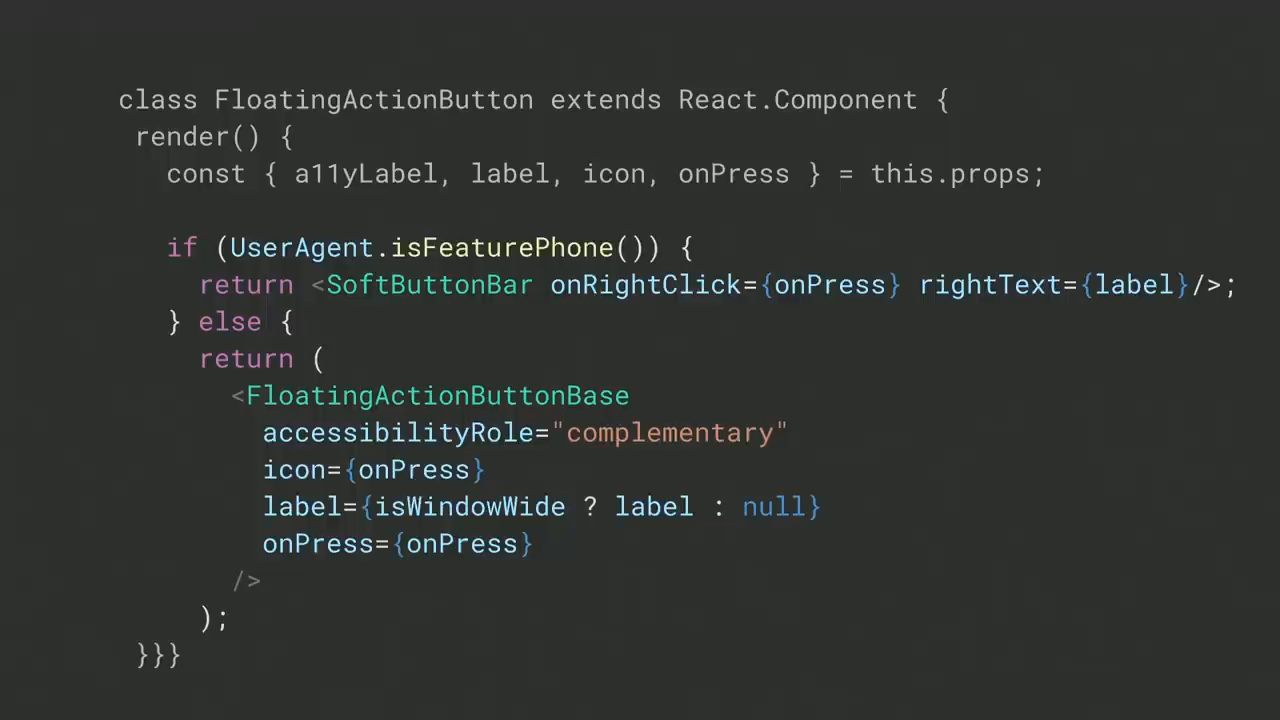 class FloatingActionButton extends React.Component {
render() {
const { a11yLabel, label, icon, onPress } = this.props;
if (UserAgent.isFeaturePhone()) {
return <SoftButtonBar onRightClick={onPress} rightText={label}/>;
} else {
return (
<FloatingActionButtonBase
accessibilityRole="complementary"
icon={onPress}
label={isWindowWide ? label : null}
onPress={onPress}
/>
);
}}}